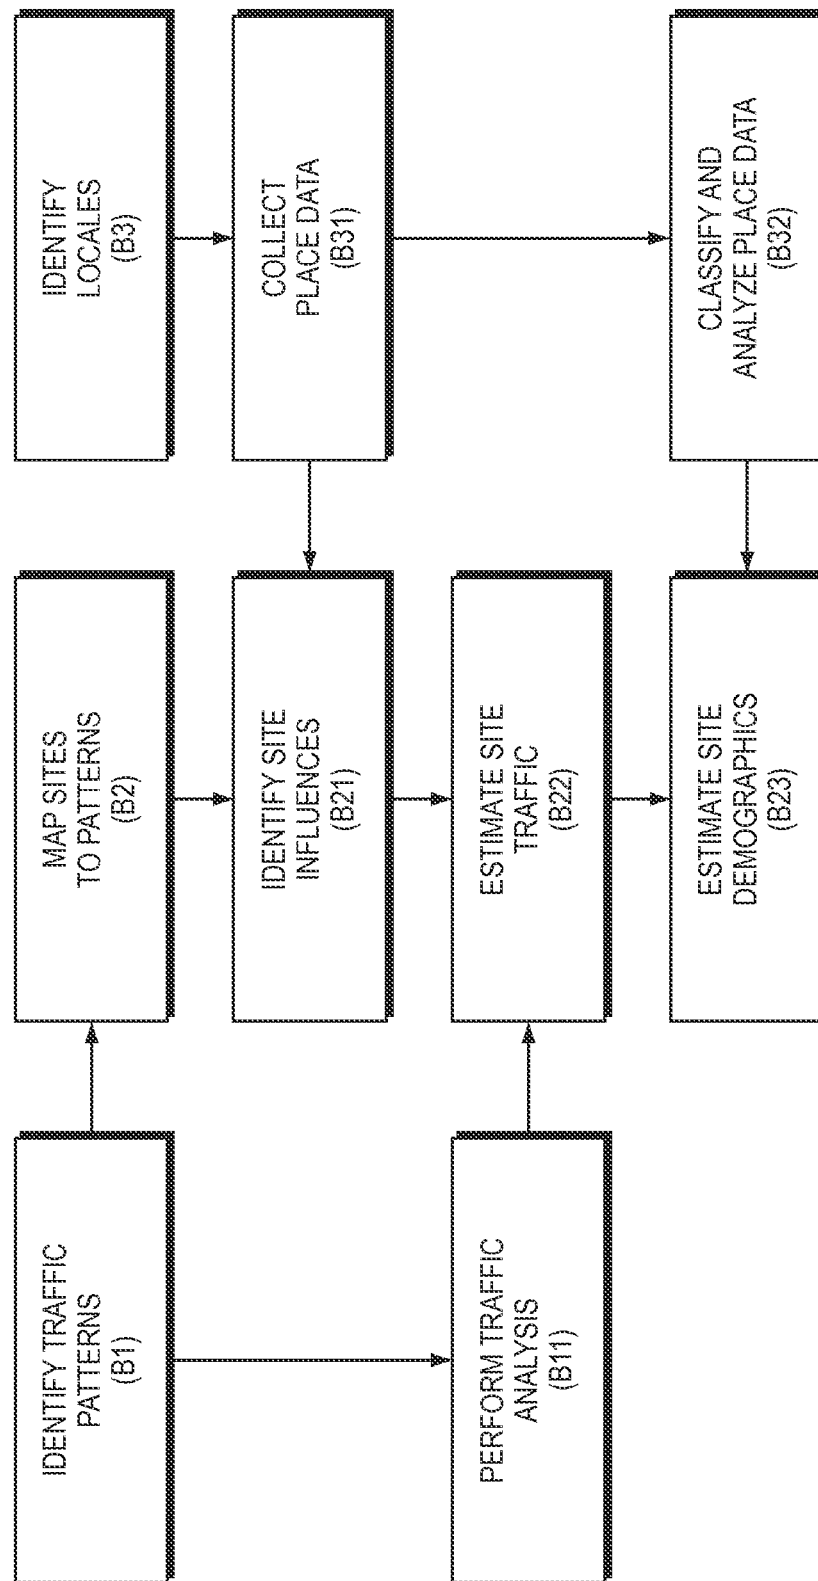 IDENTIFY TRAFFIC
PATTERNS
(B1)
PERFORM TRAFFIC
ANALYSIS
(B11)
MAP SITES
TO PATTERNS
(B2)
IDENTIFY SITE
INFLUENCES
(B21)
ESTIMATE SITE
TRAFFIC
(B22)
ESTIMATE SITE
DEMOGRAPHICS
(B23)
IDENTIFY
LOCALES
(B3)
COLLECT
PLACE DATA
(B31)
CLASSIFY AND
ANALYZE PLACE DATA
(B32)